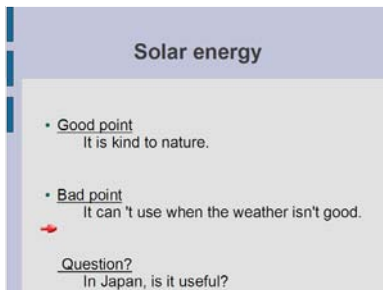 Solar energy
• Good point
It is kind to nature.
• Bad point
It can 't use when the weather isn't good.
Question?
In Japan, is it useful?